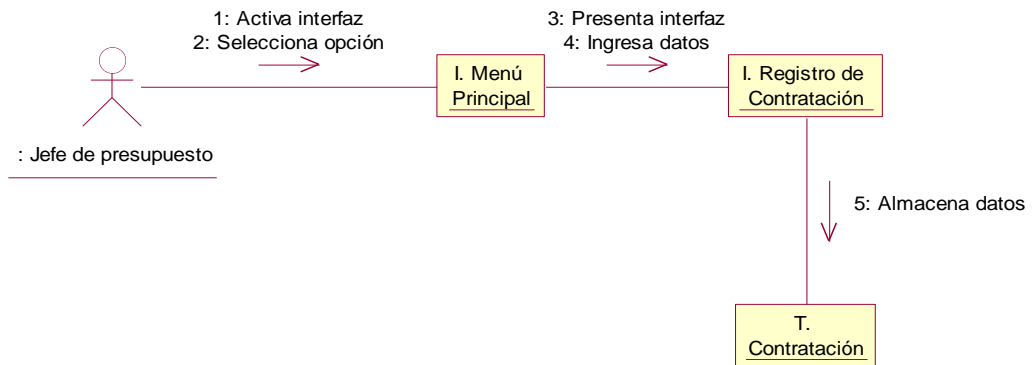 1: Activa interfaz
2: Selecciona opción
3: Presenta interfaz
4: Ingresa datos
I. Menú
Principal
I. Registro de
Contratación
: Jefe de presupuesto
5: Almacena datos
T.
Contratación